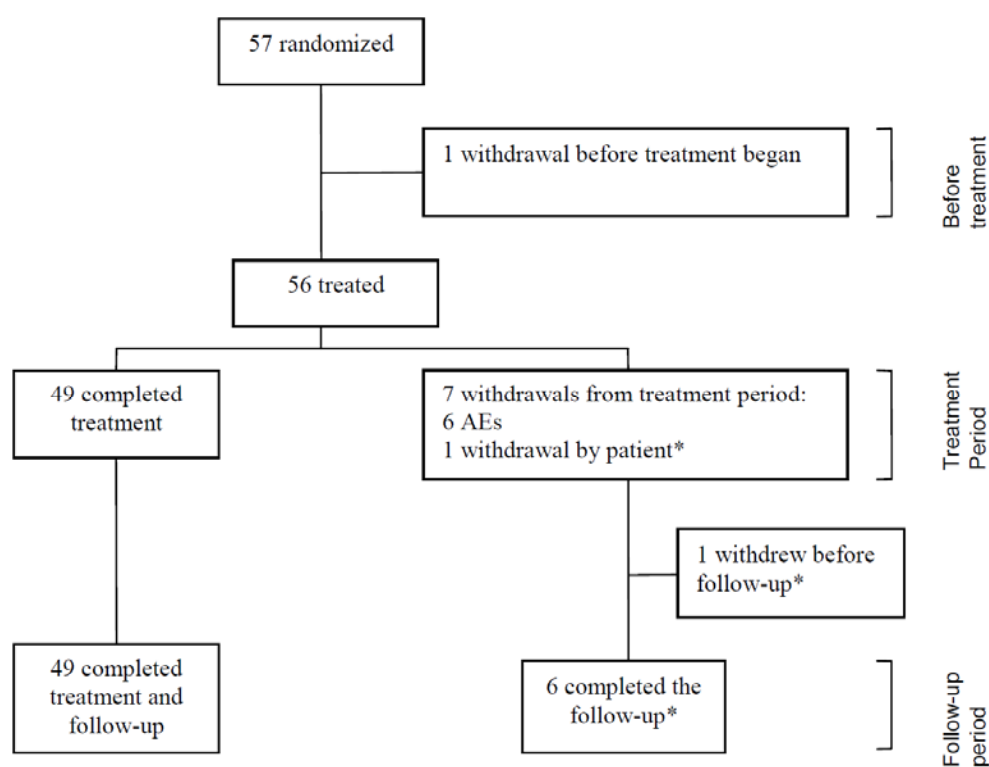 57 randomized
1 withdrawal before treatment began
Before
treatment
56 treated
49 completed
treatment
7 withdrawals from treatment period:
6 AEs
1 withdrawal by patient*
Treatment
Period
1 withdrew before
follow-up*
49 completed
treatment and
follow-up
6 completed the
follow-up*
Follow-up
period